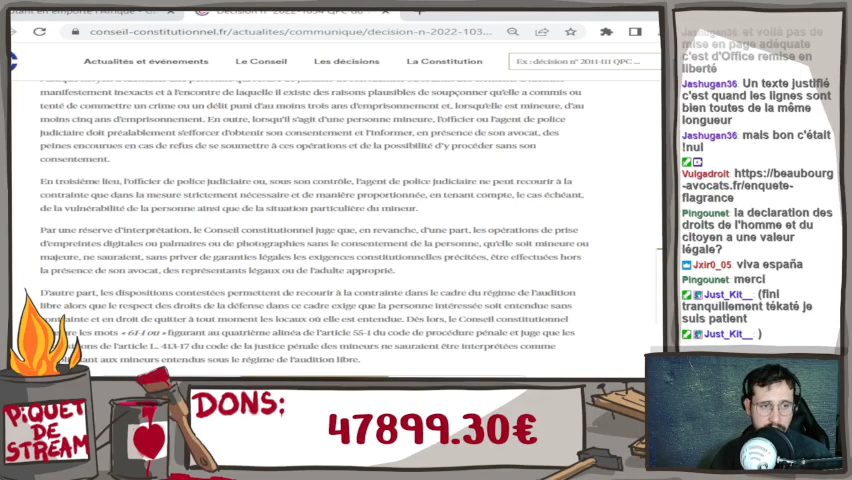 Décision n° 2022-1034 QPC du
conseil-constitutionnel.fr/actualites/communique/decision-n-2022-103...
Actualités et événements Le Conseil Les décisions La Constitution Ex : décision n° 2011-111 QPC ...
manifestement inexacts et à l'encontre de laquelle il existe des raisons plausibles de soupçonner qu'elle a commis ou
tenté de commettre un crime ou un délit puni d'au moins trois ans d'emprisonnement et, lorsqu'elle est mineure, d'au
moins cinq ans d'emprisonnement. En outre, lorsqu'il s'agit d'une personne mineure, l'officier ou l'agent de police
judiciaire doit préalablement s'efforcer d'obtenir son consentement et l'informer, en présence de son avocat, des
peines encourues en cas de refus de se soumettre à ces opérations et de la possibilité d'y procéder sans son
consentement.
En troisième lieu, l'officier de police judiciaire ou, sous son contrôle, l'agent de police judiciaire ne peut recourir à la
contrainte que dans la mesure strictement nécessaire et de manière proportionnée, en tenant compte, le cas échéant,
de la vulnérabilité de la personne ainsi que de la situation particulière du mineur.
Par une réserve d'interprétation, le Conseil constitutionnel juge que, en revanche, d'une part, les opérations de prise
d'empreintes digitales ou palmaires ou de photographies sans le consentement de la personne, qu'elle soit mineure ou
majeure, ne sauraient, sans priver de garanties légales les exigences constitutionnelles précitées, être effectuées hors
la présence de son avocat, des représentants légaux ou de l'adulte approprié.
D'autre part, les dispositions contestées permettent de recourir à la contrainte dans le cadre du régime de l'audition
libre alors que le respect des droits de la défense dans ce cadre exige que la personne intéressée soit entendue sans
contrainte et en droit de quitter à tout moment les locaux où elle est entendue. Dès lors, le Conseil constitutionnel
les mots « 61-1 ou » figurant au quatrième alinéa de l'article 55-1 du code de procédure pénale et juge que les
de l'article L. 413-17 du code de la justice pénale des mineurs ne sauraient être interprétées comme
aux mineurs entendus sous le régime de l'audition libre.
et voilà pas de
mise en page adéquate
c'est d'Office remise en
liberté
Jashugan36: Un texte justifié
c'est quand les lignes sont
bien toutes de la même
longueur
Jashugan36: mais bon c'était
!nul
Vulgadroit: https://beaubourg
-avocats.fr/enquete-
flagrance
Pingounet: la declaration des
droits de l'homme et du
citoyen a une valeur
légale?
Jxir0_05: viva españa
Pingounet: merci
Just_Kit__: (fini
tranquillement tékaté je
suis patient
Just_Kit__: )
PIQUET
DE
STREAM
DONS:
47899.30€